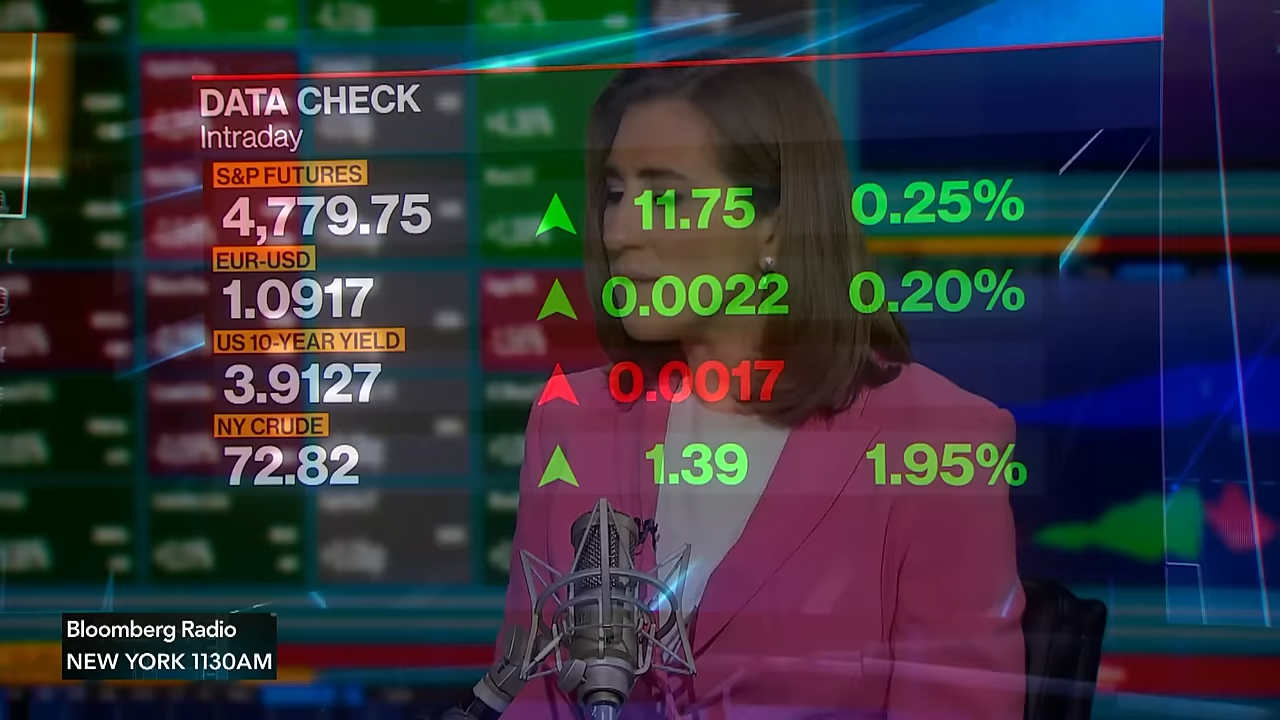 DATA CHECK
Intraday
S&P FUTURES
4,779.75 11.75 0.25%
EUR-USD
1.0917 0.0022 0.20%
US 10-YEAR YIELD
3.9127 0.0017
NY CRUDE
72.82 1.39 1.95%
Bloomberg Radio
NEW YORK 1130AM